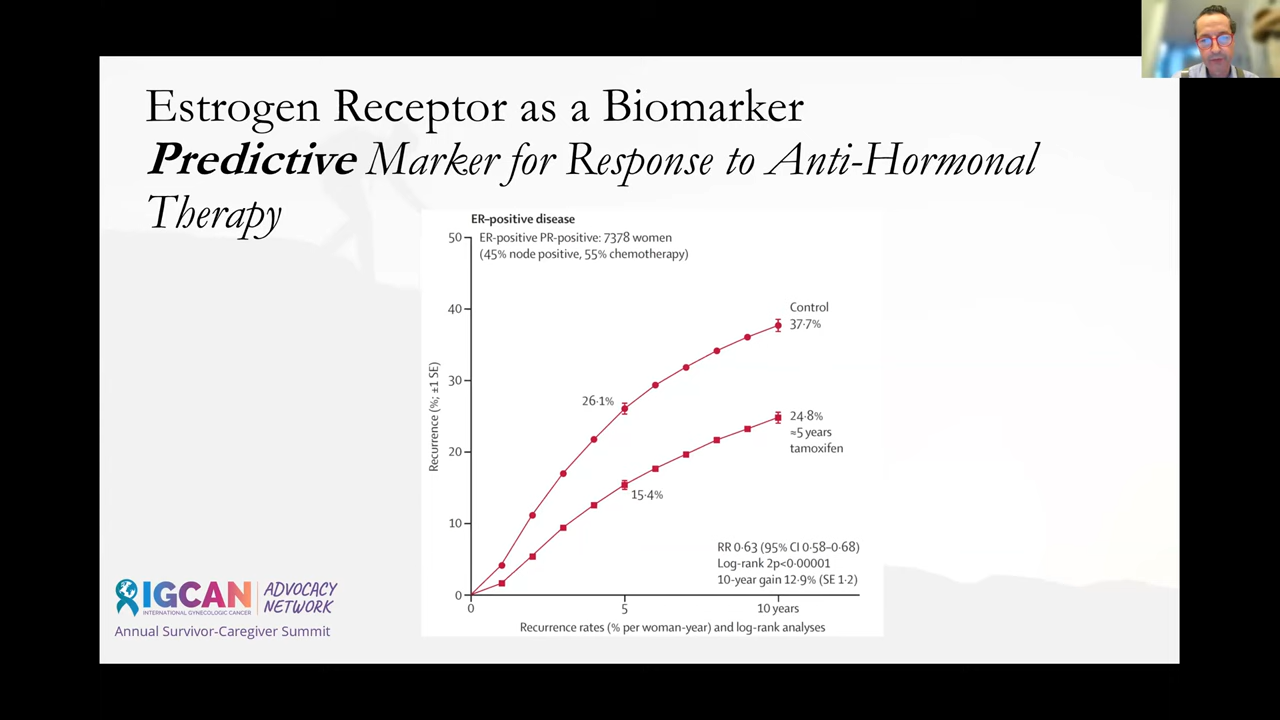 Estrogen Receptor as a Biomarker
Predictive Marker for Response to Anti-Hormonal
Therapy
ER–positive disease
ER-positive PR-positive: 7378 women
(45% node positive, 55% chemotherapy)
50
40
30
20
10
0
Recurrence (%; ±1 SE)
Control
37·7%
26·1%
24·8%
≈5 years
tamoxifen
15·4%
RR 0·63 (95% CI 0·58–0·68)
Log-rank 2p<0·00001
10-year gain 12·9% (SE 1·2)
0
5
10 years
Recurrence rates (% per woman-year) and log-rank analyses
IGCAN
INTERNATIONAL GYNECOLOGIC CANCER
ADVOCACY
NETWORK
Annual Survivor-Caregiver Summit